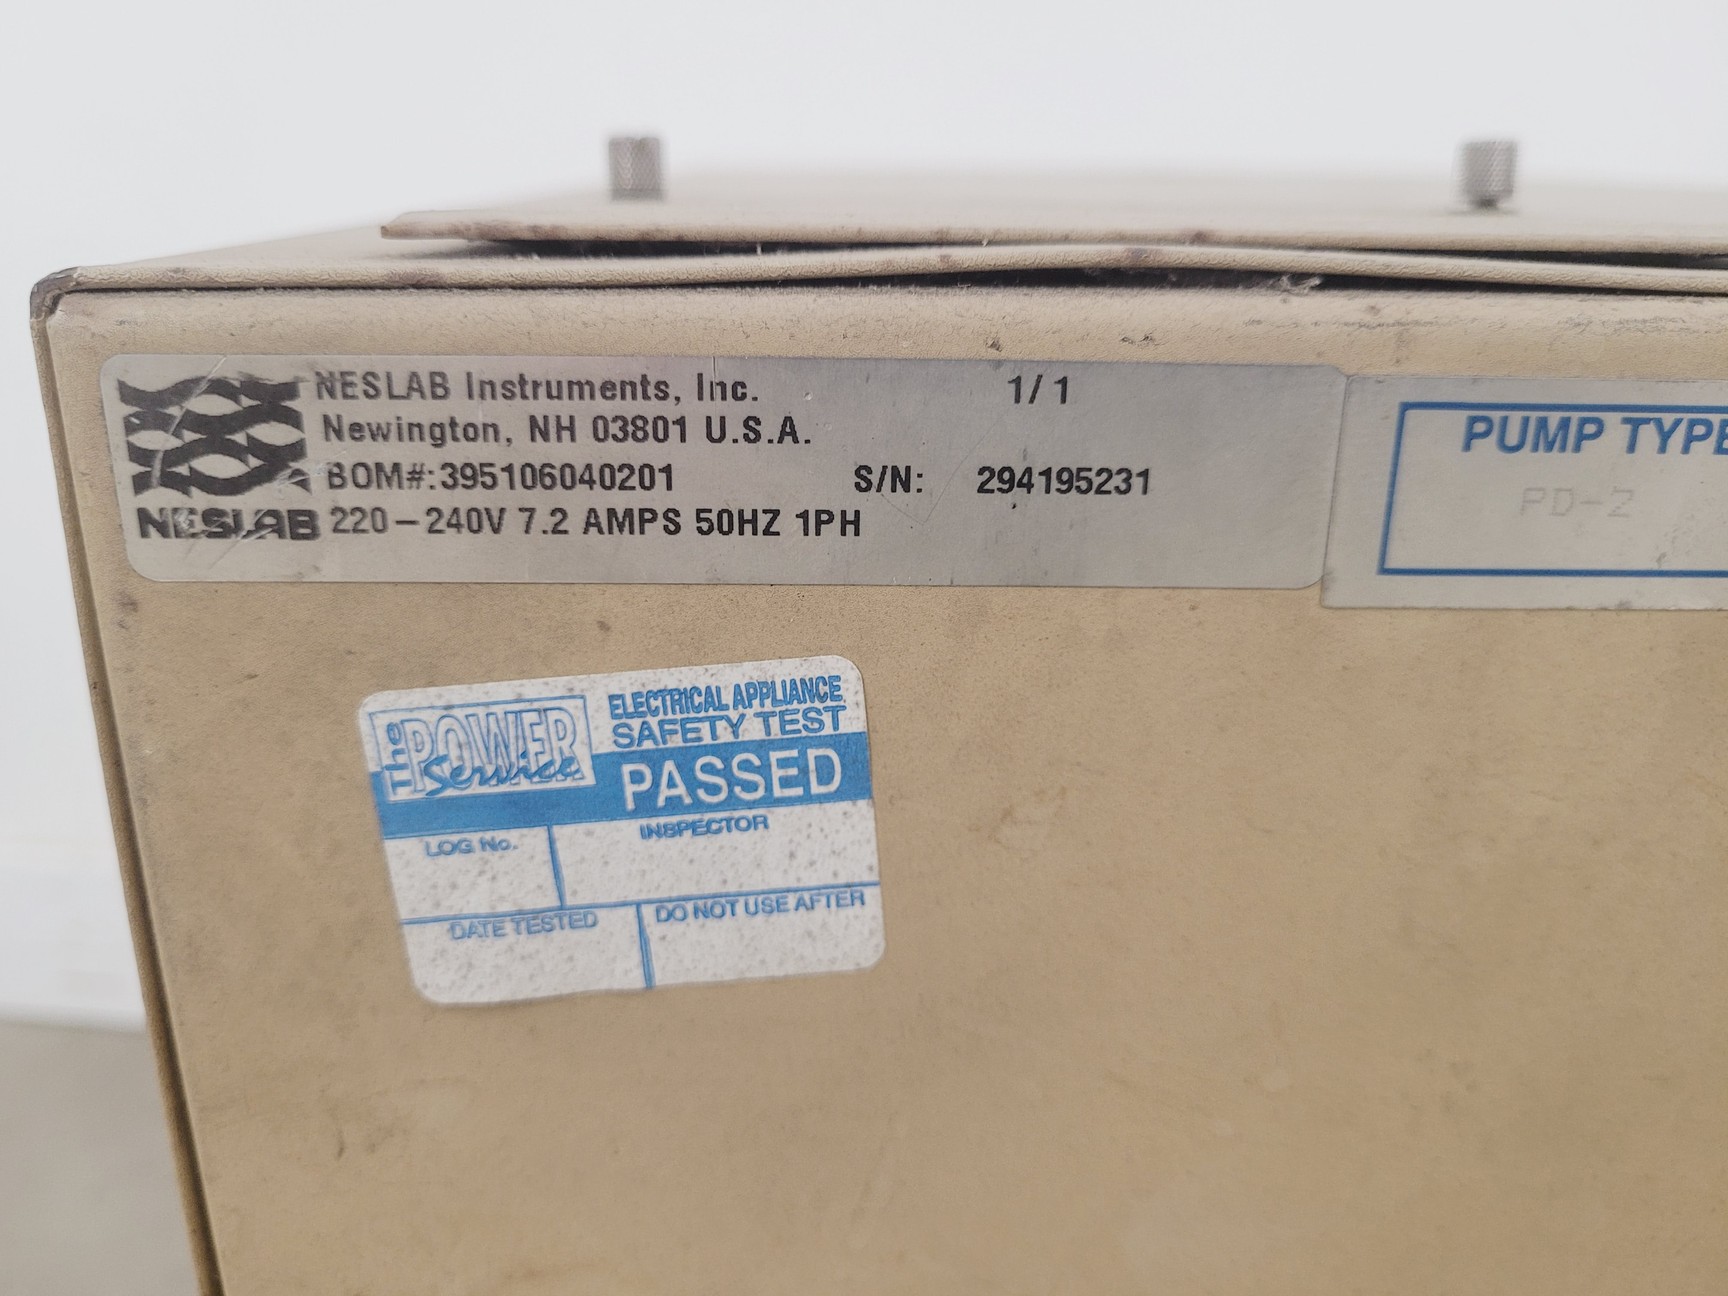 NESLAB Instruments, Inc. 1/1
Newington, NH 03801 U.S.A.
BOM#:395106040201 S/N: 294195231
NESLAB 220-240V 7.2 AMPS 50HZ 1PH
PUMP TYPE
PD-2
The POWER Service
ELECTRICAL APPLIANCE
SAFETY TEST
PASSED
LOG No.
INSPECTOR
DATE TESTED
DO NOT USE AFTER